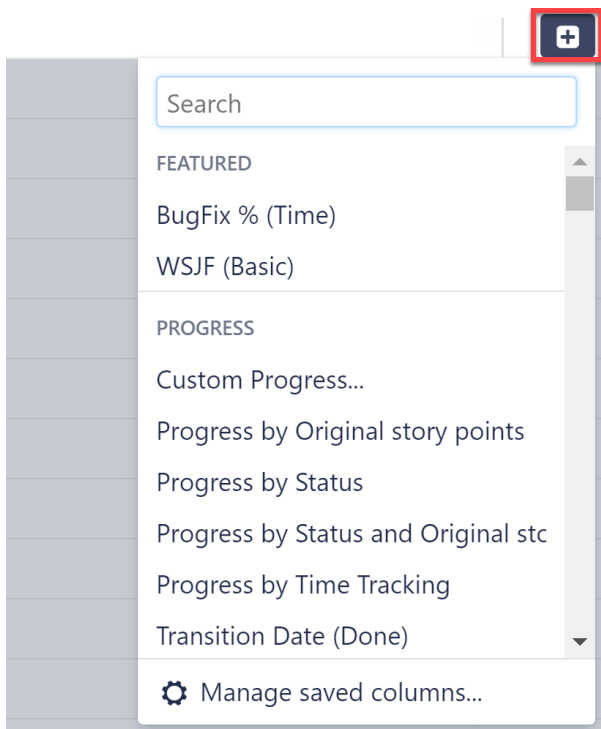 Search
FEATURED
BugFix % (Time)
WSJF (Basic)
PROGRESS
Custom Progress...
Progress by Original story points
Progress by Status
Progress by Status and Original stc
Progress by Time Tracking
Transition Date (Done)
Manage saved columns...